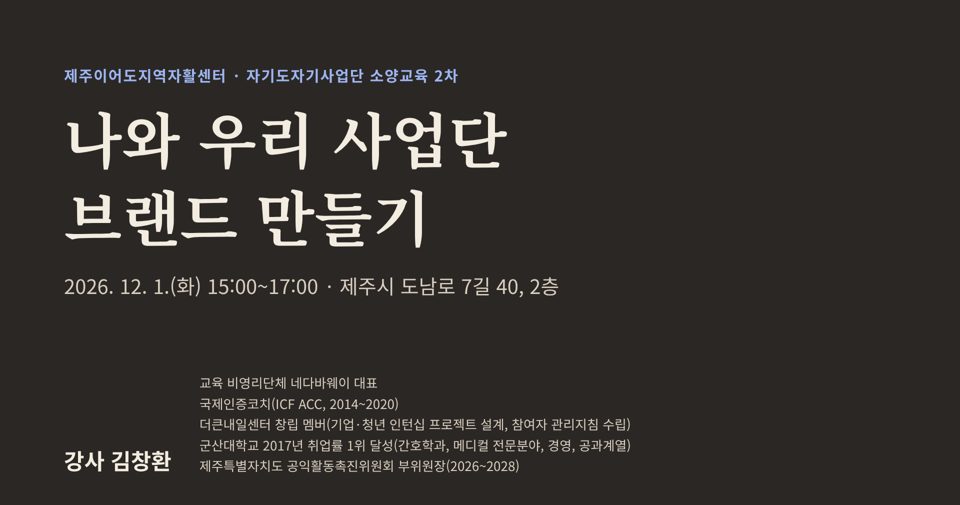 제주이어도지역자활센터 · 자기도자기사업단 소양교육 2차
나와 우리 사업단
브랜드 만들기
2026. 12. 1.(화) 15:00~17:00 · 제주시 도남로 7길 40, 2층
강사 김창환
교육 비영리단체 네다바웨이 대표
국제인증코치(ICF ACC, 2014~2020)
더큰내일센터 창립 멤버(기업·청년 인턴십 프로젝트 설계, 참여자 관리지침 수립)
군산대학교 2017년 취업률 1위 달성(간호학과, 메디컬 전문분야, 경영, 공과계열)
제주특별자치도 공익활동촉진위원회 부위원장(2026~2028)